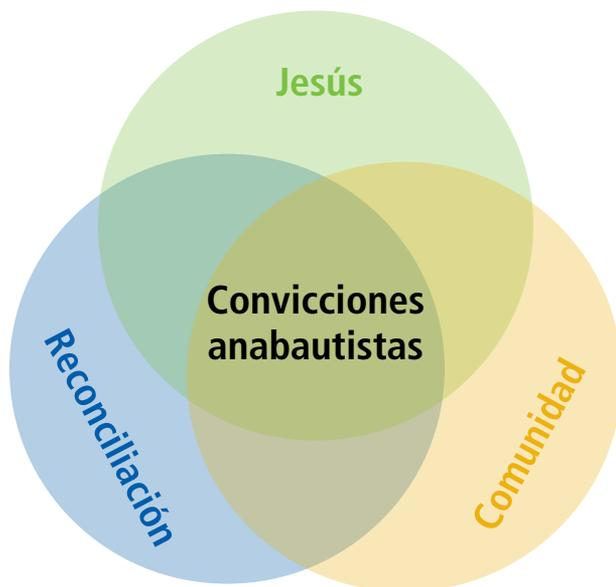 Jesús
Convicciones
anabautistas
Reconciliación
Comunidad